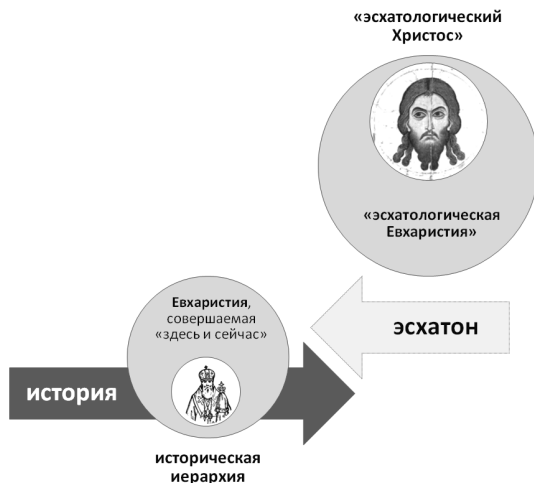 «эсхатологический
Христос»
«эсхатологическая
Евхаристия»
Евхаристия,
совершаемая
«здесь и сейчас»
эсхатон
история
историческая
иерархия